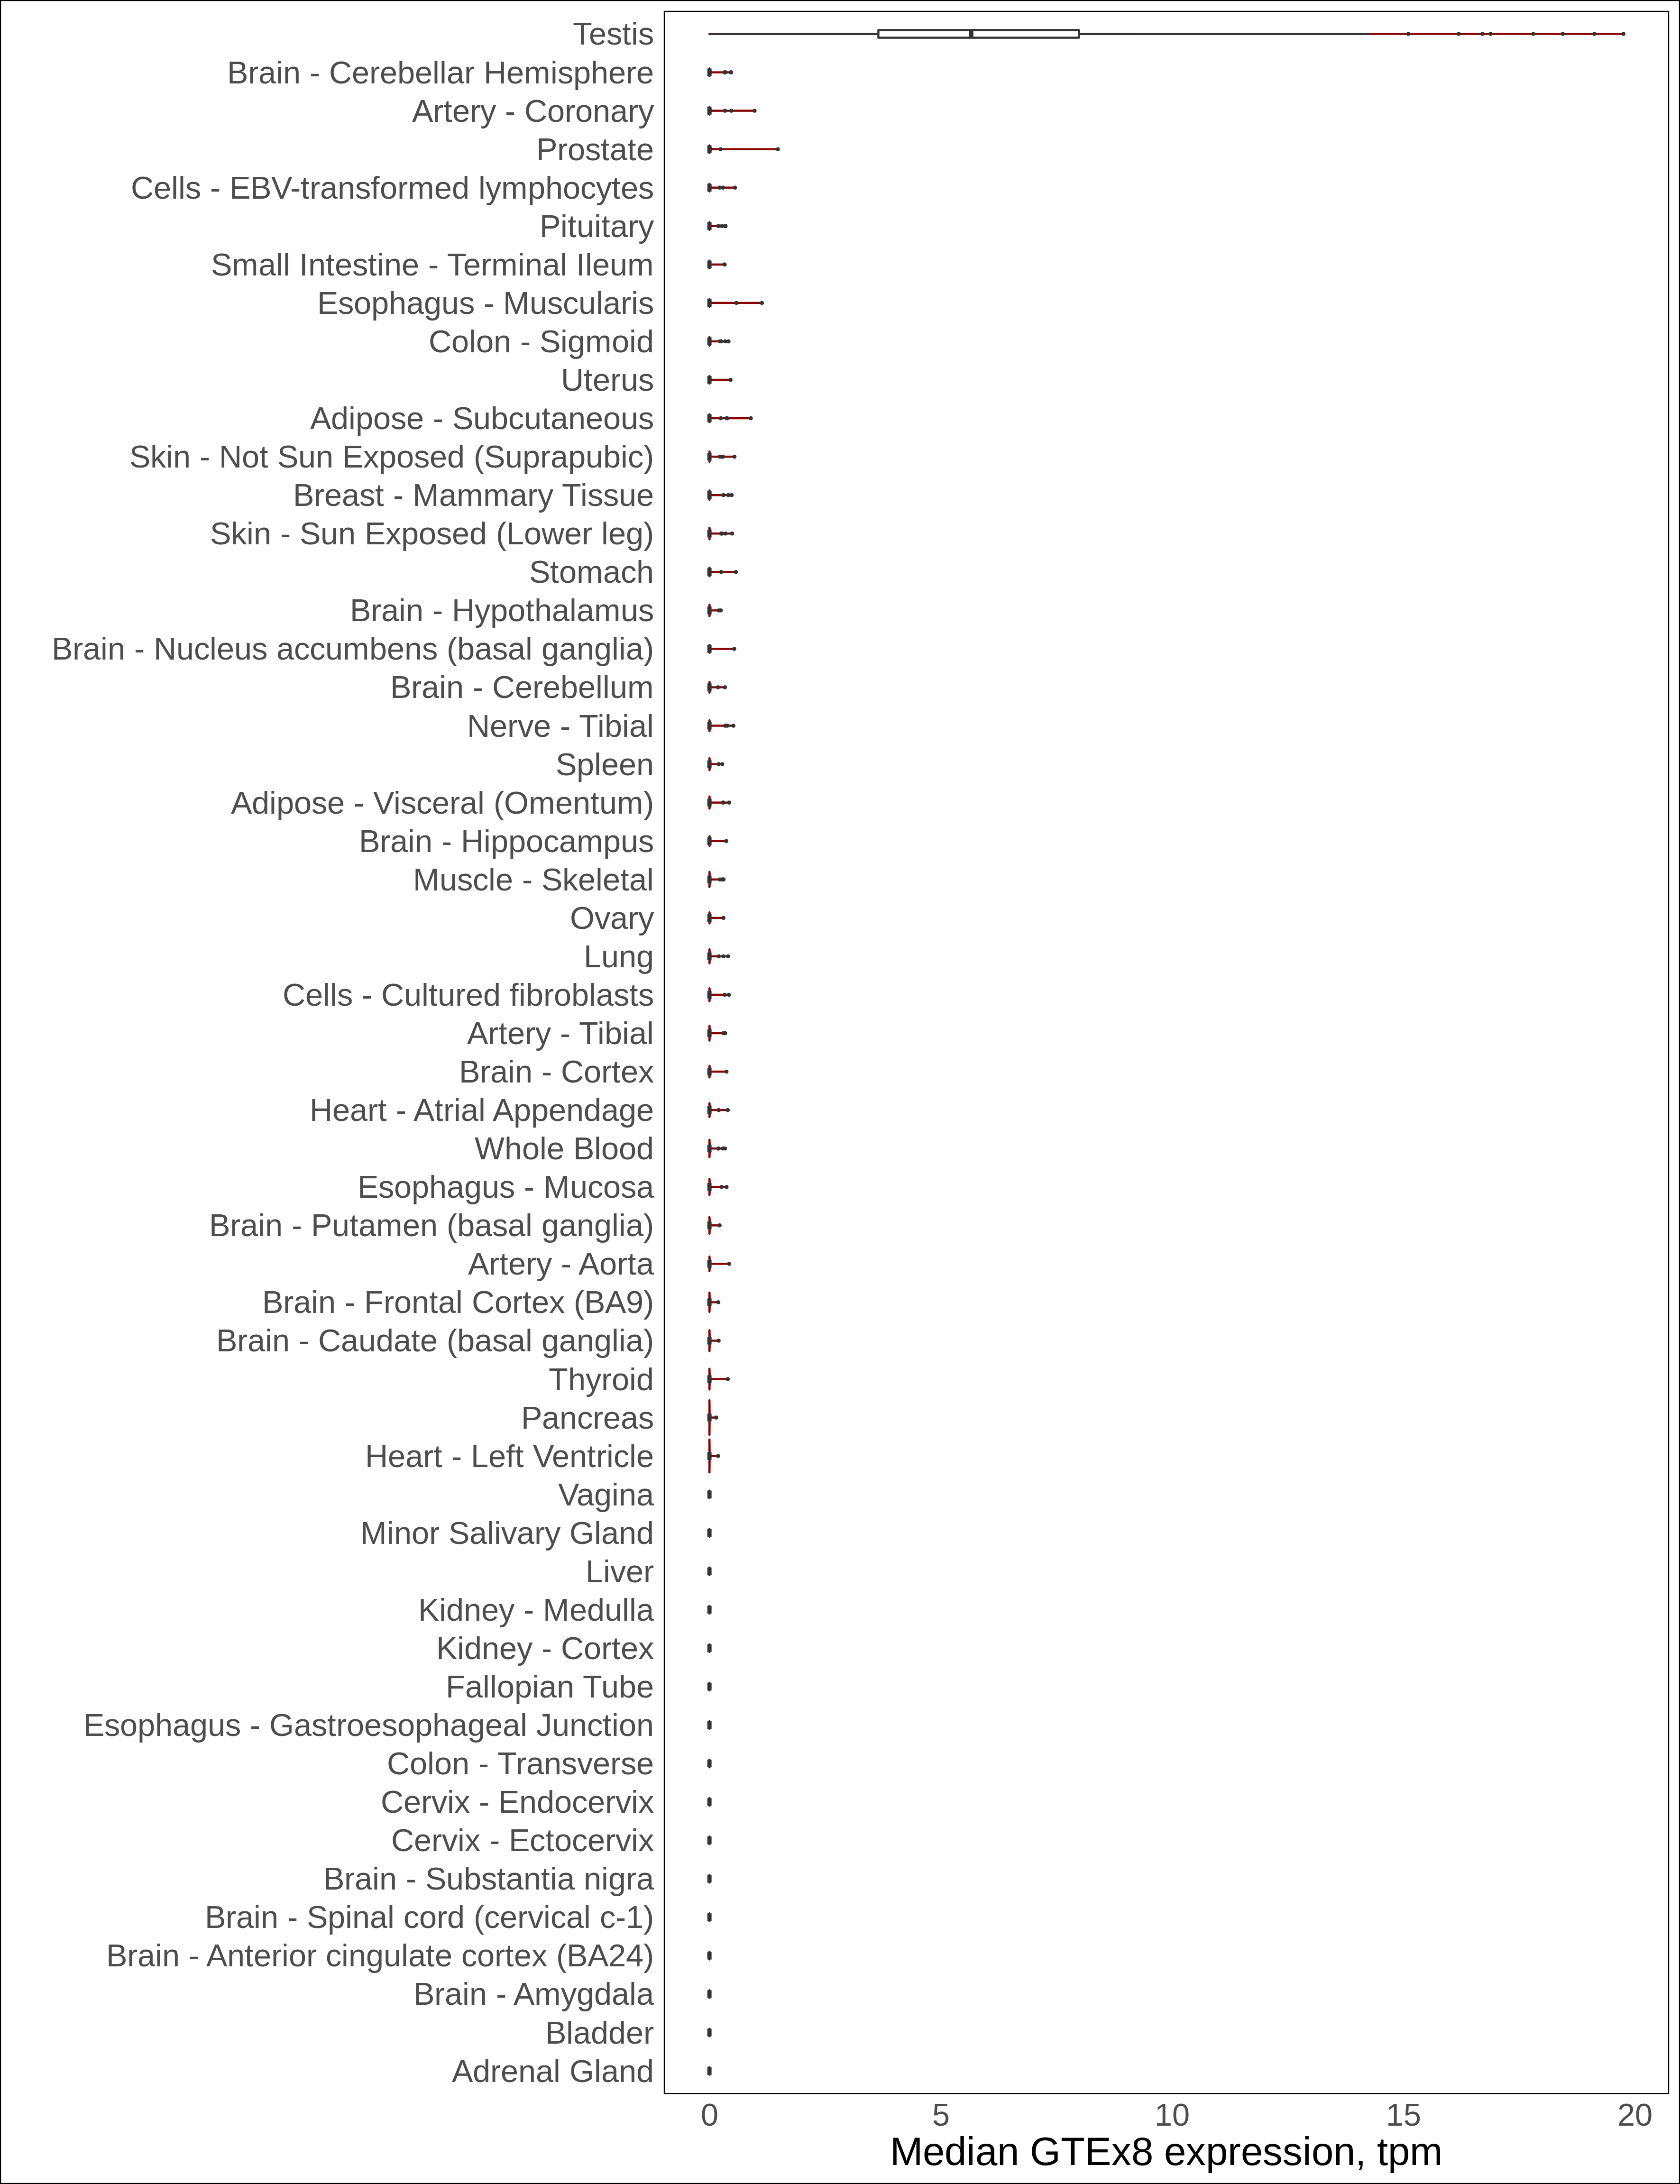 Testis
Brain - Cerebellar Hemisphere
Artery - Coronary
Prostate
Cells - EBV-transformed lymphocytes
Pituitary
Small Intestine - Terminal Ileum
Esophagus - Muscularis
Colon - Sigmoid
Uterus
Adipose - Subcutaneous
Skin - Not Sun Exposed (Suprapubic)
Breast - Mammary Tissue
Skin - Sun Exposed (Lower leg)
Stomach
Brain - Hypothalamus
Brain - Nucleus accumbens (basal ganglia)
Brain - Cerebellum
Nerve - Tibial
Spleen
Adipose - Visceral (Omentum)
Brain - Hippocampus
Muscle - Skeletal
Ovary
Lung
Cells - Cultured fibroblasts
Artery - Tibial
Brain - Cortex
Heart - Atrial Appendage
Whole Blood
Esophagus - Mucosa
Brain - Putamen (basal ganglia)
Artery - Aorta
Brain - Frontal Cortex (BA9)
Brain - Caudate (basal ganglia)
Thyroid
Pancreas
Heart - Left Ventricle
Vagina
Minor Salivary Gland
Liver
Kidney - Medulla
Kidney - Cortex
Fallopian Tube
Esophagus - Gastroesophageal Junction
Colon - Transverse
Cervix - Endocervix
Cervix - Ectocervix
Brain - Substantia nigra
Brain - Spinal cord (cervical c-1)
Brain - Anterior cingulate cortex (BA24)
Brain - Amygdala
Bladder
Adrenal Gland
0 5 10 15 20
Median GTEx8 expression, tpm